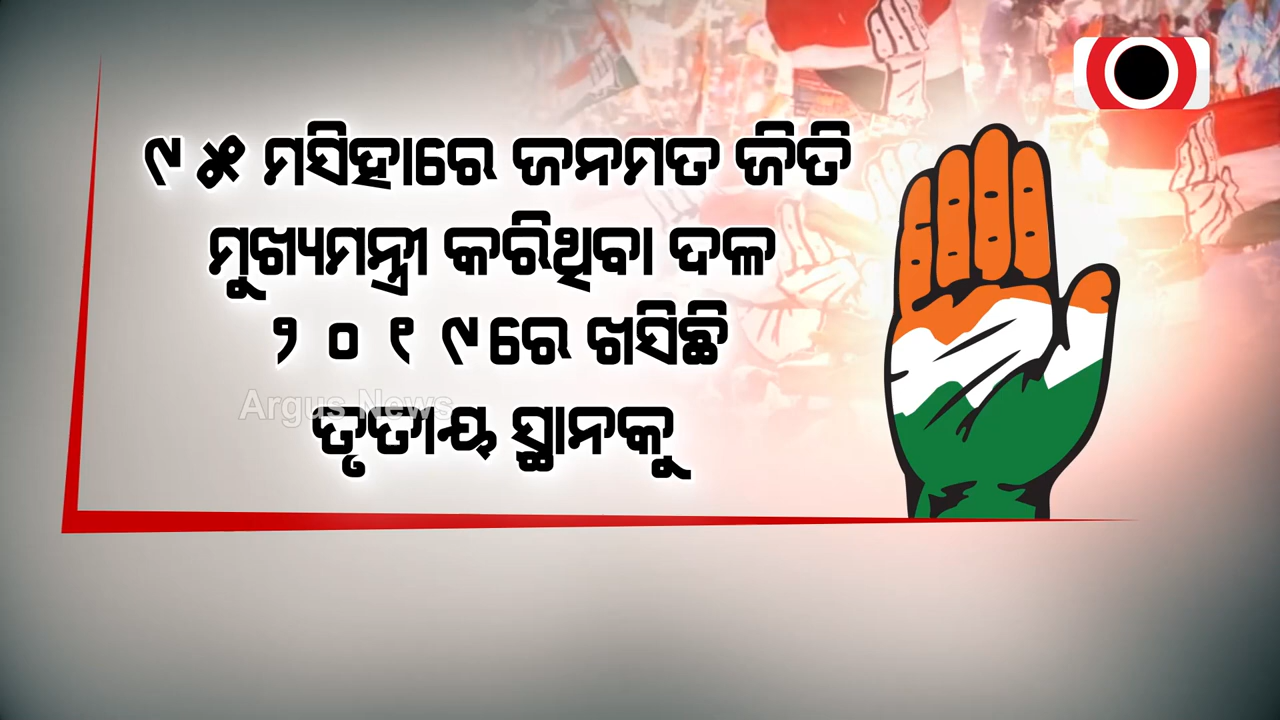 ୯୫ ମସିହାରେ ଜନମତ ଜିତି
ମୁଖ୍ୟମନ୍ତ୍ରୀ କରିଥିବା ଦଳ
୨୦୧୯ରେ ଖସିଛି
Argus News
ତୃତୀୟ ସ୍ଥାନକୁ